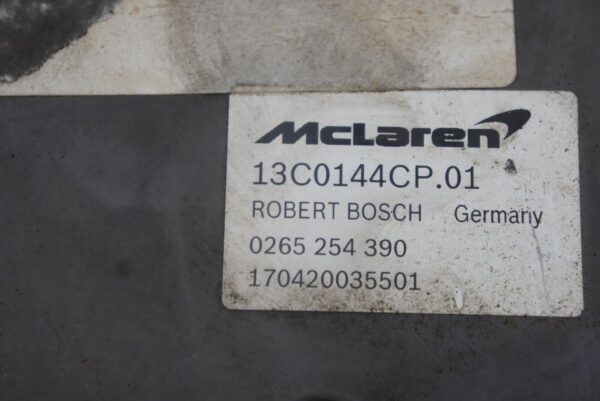 McLaren
13C0144CP.01
ROBERT BOSCH Germany
0265 254 390
170420035501